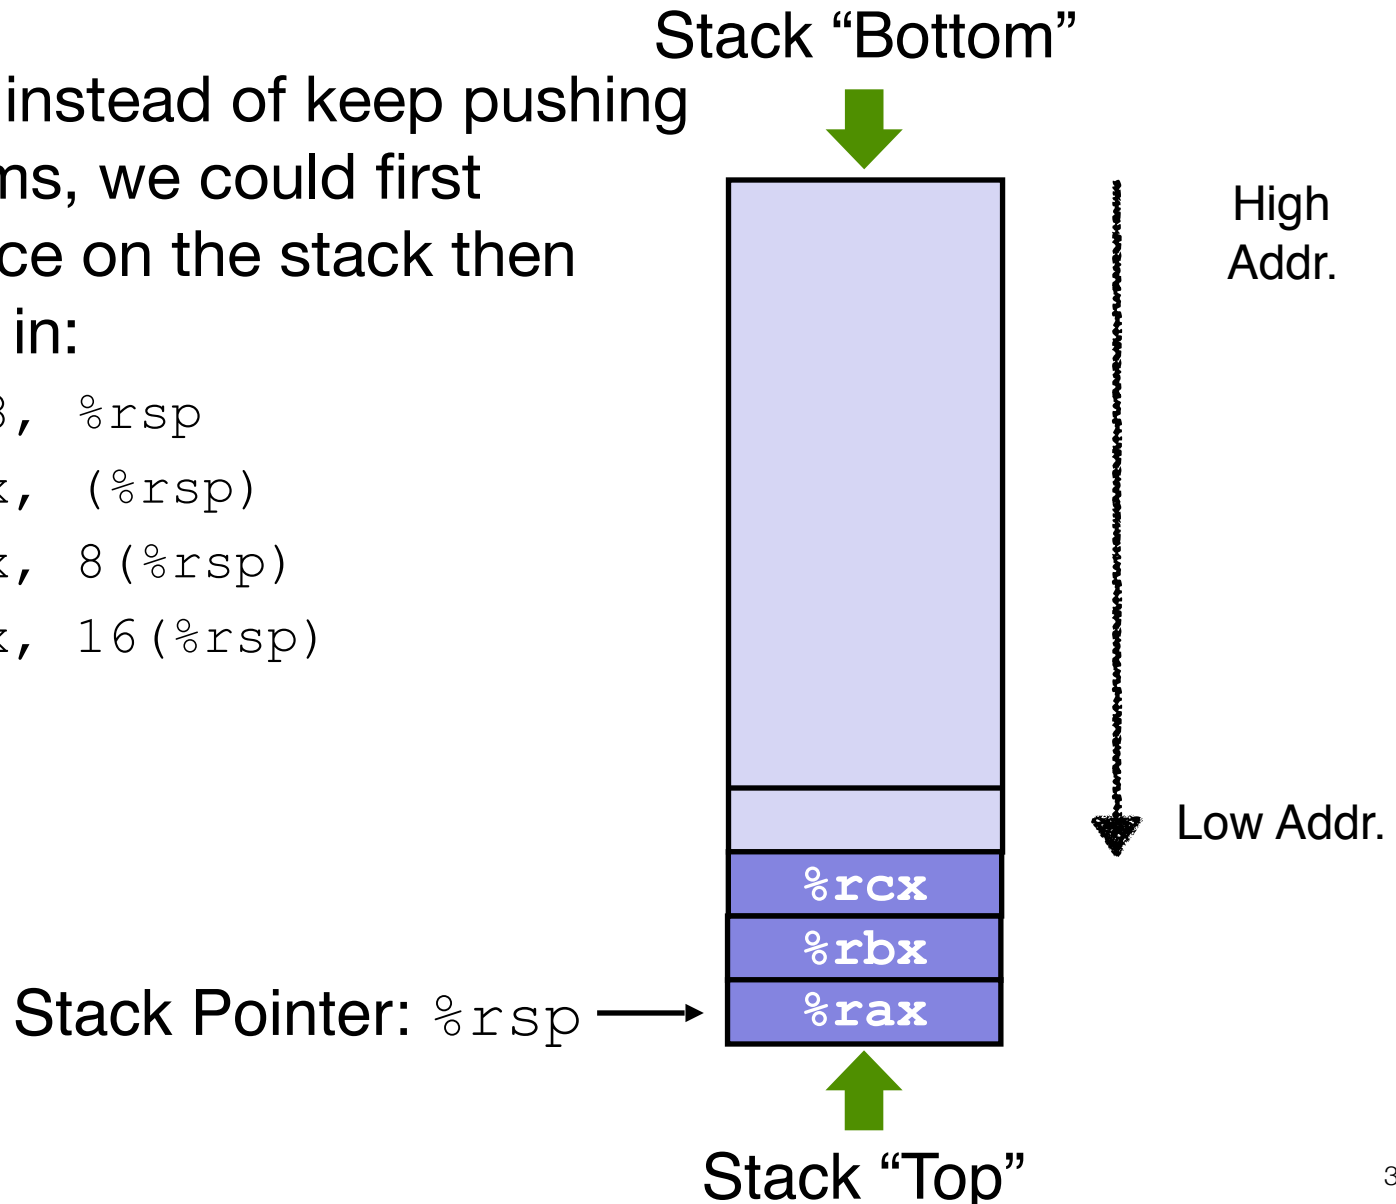 Stack “Bottom”
instead of keep pushing
ms, we could first
ce on the stack then
in:
, %rsp
x, (%rsp)
x, 8(%rsp)
x, 16(%rsp)
High
Addr.
Low Addr.
%rcx
%rbx
%rax
Stack Pointer: %rsp
Stack “Top”
3